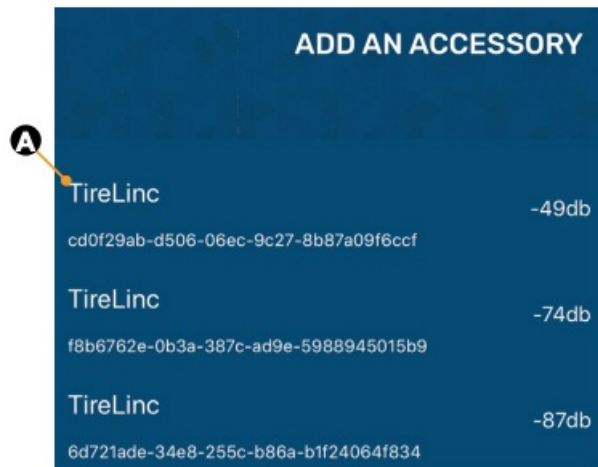 ADD AN ACCESSORY
A
TireLinc
-49db
cd0f29ab-d506-06ec-9c27-8b87a09f6ccf
TireLinc
-74db
f8b6762e-0b3a-387c-ad9e-5988945015b9
TireLinc
-87db
6d721ade-34e8-255c-b86a-b1f24064f834